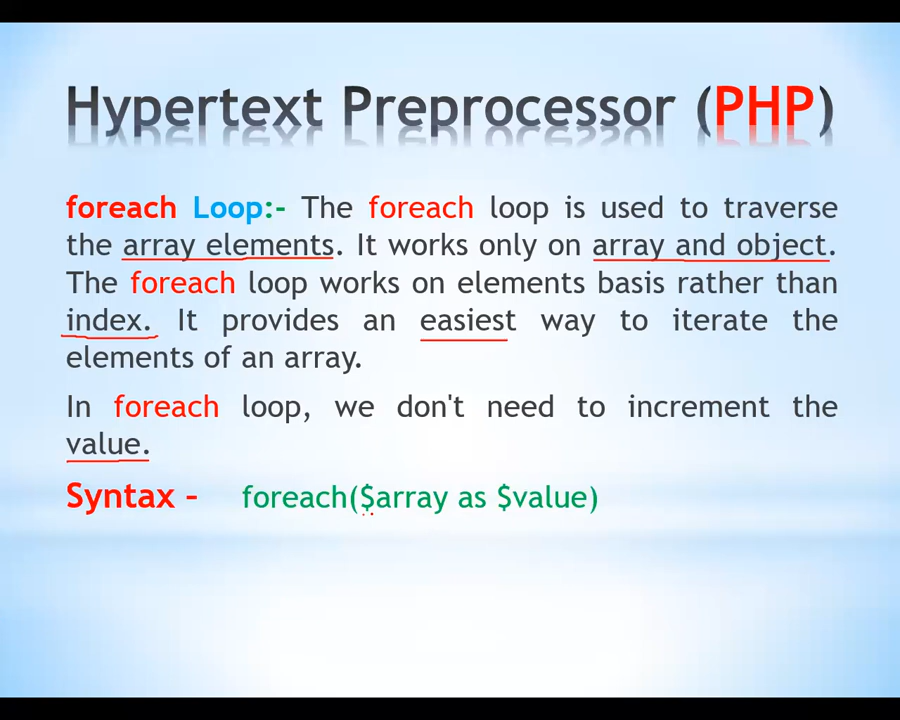 Hypertext Preprocessor (PHP)
foreach Loop:- The foreach loop is used to traverse
the array elements. It works only on array and object.
The foreach loop works on elements basis rather than
index. It provides an easiest way to iterate the
elements of an array.
In foreach loop, we don't need to increment the
value.
Syntax – foreach($array as $value)